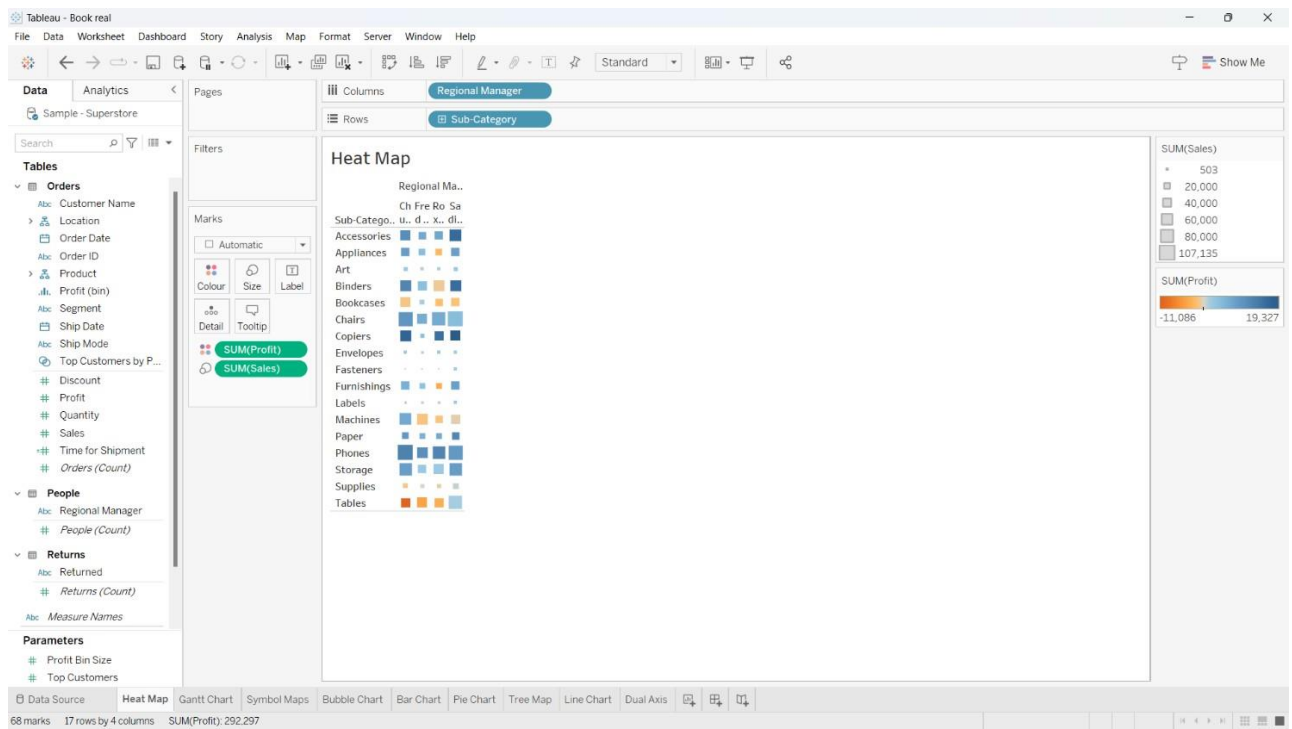 Tableau - Book real
File Data Worksheet Dashboard Story Analysis Map Format Server Window Help
Standard
Show Me
Data Analytics
Sample - Superstore
Search
Tables
Orders
Abc Customer Name
Location
Order Date
Abc Order ID
Product
Profit (bin)
Abc Segment
Ship Date
Abc Ship Mode
Top Customers by P...
# Discount
# Profit
# Quantity
# Sales
=# Time for Shipment
# Orders (Count)
People
Abc Regional Manager
# People (Count)
Returns
Abc Returned
# Returns (Count)
Abc Measure Names
Parameters
# Profit Bin Size
# Top Customers
Pages
Filters
Marks
Automatic
Colour Size Label
Detail Tooltip
SUM(Profit)
SUM(Sales)
Columns Regional Manager
Rows Sub-Category
Heat Map
Regional Ma..
Ch Fre Ro Sa
Sub-Catego.. u.. d .. x.. di..
Accessories
Appliances
Art
Binders
Bookcases
Chairs
Copiers
Envelopes
Fasteners
Furnishings
Labels
Machines
Paper
Phones
Storage
Supplies
Tables
SUM(Sales)
503
20,000
40,000
60,000
80,000
107,135
SUM(Profit)
-11,086 19,327
Data Source Heat Map Gantt Chart Symbol Maps Bubble Chart Bar Chart Pie Chart Tree Map Line Chart Dual Axis
68 marks 17 rows by 4 columns SUM(Profit): 292,297